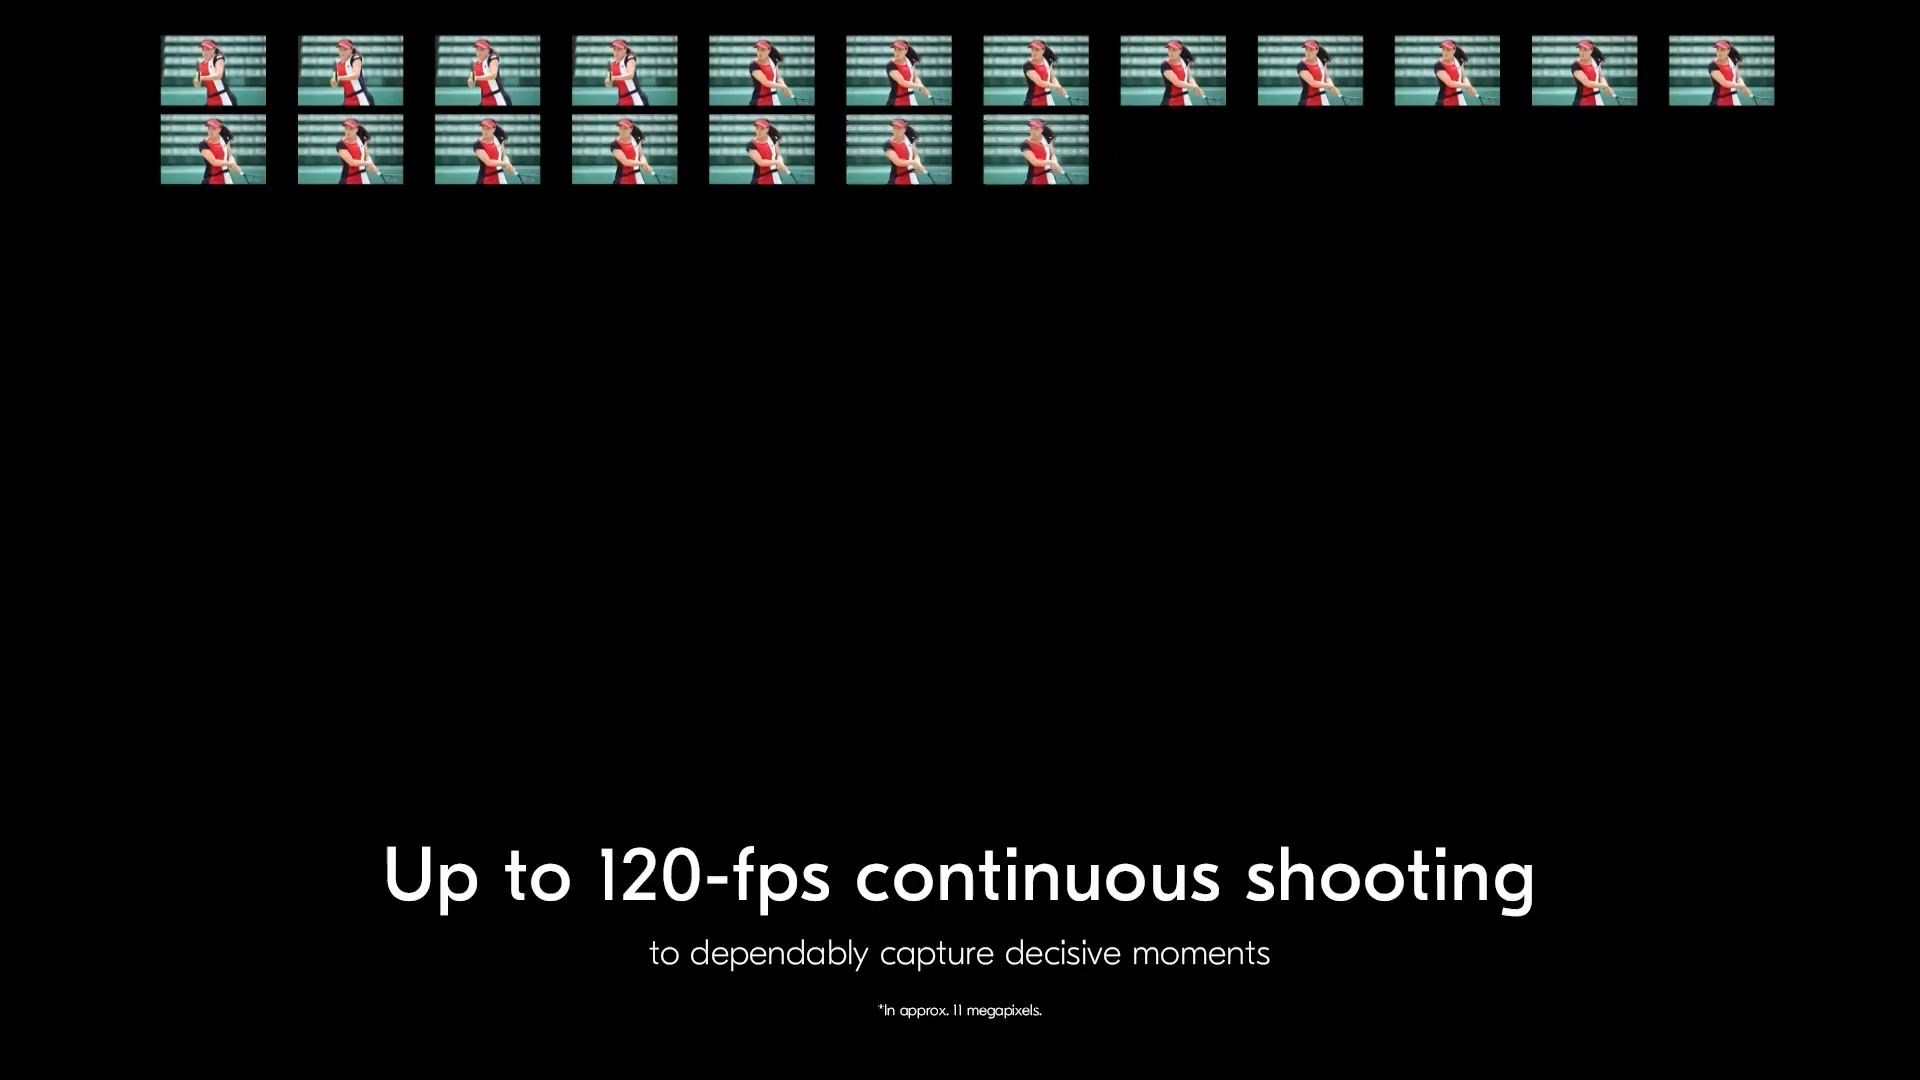 Up to 120-fps continuous shooting
to dependably capture decisive moments
*In approx. 11 megapixels.